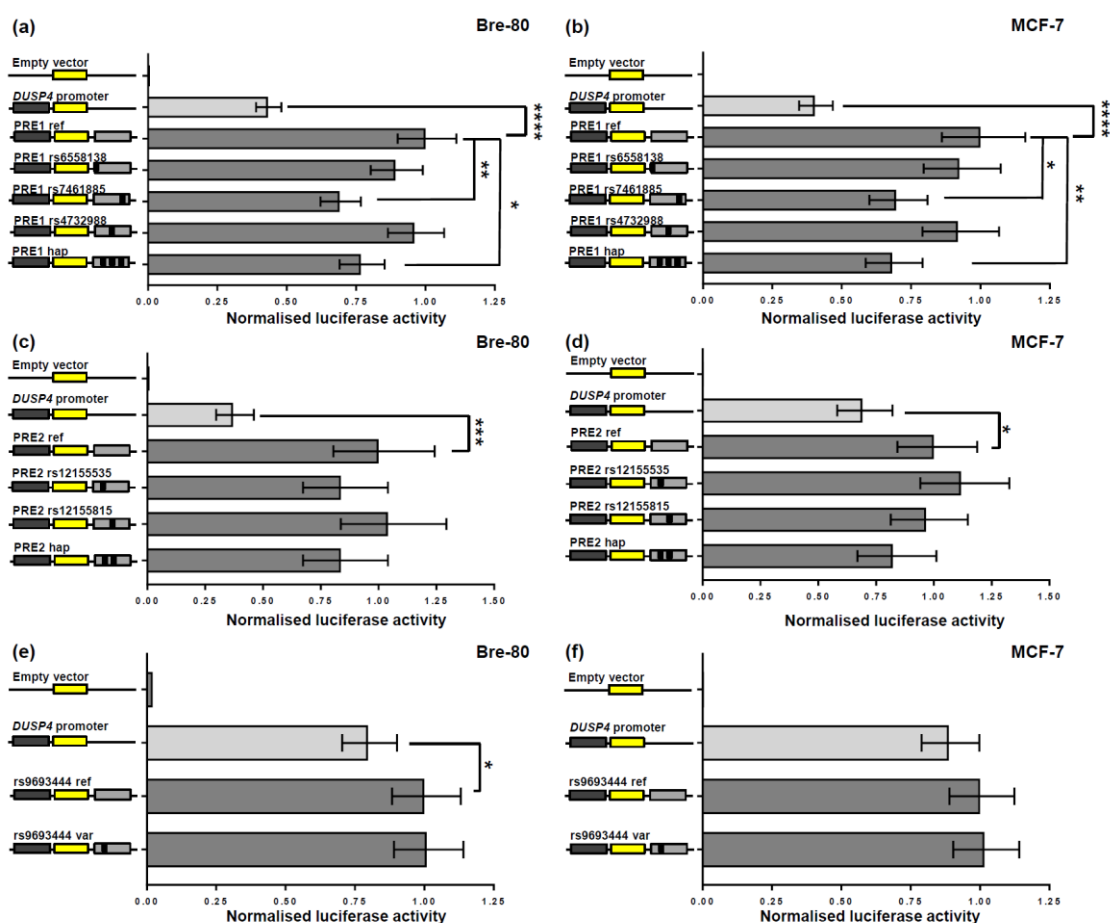 (a)
Bre-80
Empty vector
DUSP4 promoter
PRE1 ref
PRE1 rs6558138
PRE1 rs7461885
PRE1 rs4732988
PRE1 hap
****
**
*
0.00 0.25 0.50 0.75 1.00 1.25
Normalised luciferase activity
(b)
MCF-7
Empty vector
DUSP4 promoter
PRE1 ref
PRE1 rs6558138
PRE1 rs7461885
PRE1 rs4732988
PRE1 hap
****
*
**
0.00 0.25 0.50 0.75 1.00 1.25
Normalised luciferase activity
(c)
Bre-80
Empty vector
DUSP4 promoter
PRE2 ref
PRE2 rs12155535
PRE2 rs12155815
PRE2 hap
***
0.00 0.25 0.50 0.75 1.00 1.25 1.50
Normalised luciferase activity
(d)
MCF-7
Empty vector
DUSP4 promoter
PRE2 ref
PRE2 rs12155535
PRE2 rs12155815
PRE2 hap
*
0.00 0.25 0.50 0.75 1.00 1.25 1.50
Normalised luciferase activity
(e)
Bre-80
Empty vector
DUSP4 promoter
rs9693444 ref
rs9693444 var
*
0.00 0.25 0.50 0.75 1.00 1.25
Normalised luciferase activity
(f)
MCF-7
Empty vector
DUSP4 promoter
rs9693444 ref
rs9693444 var
0.00 0.25 0.50 0.75 1.00 1.25
Normalised luciferase activity